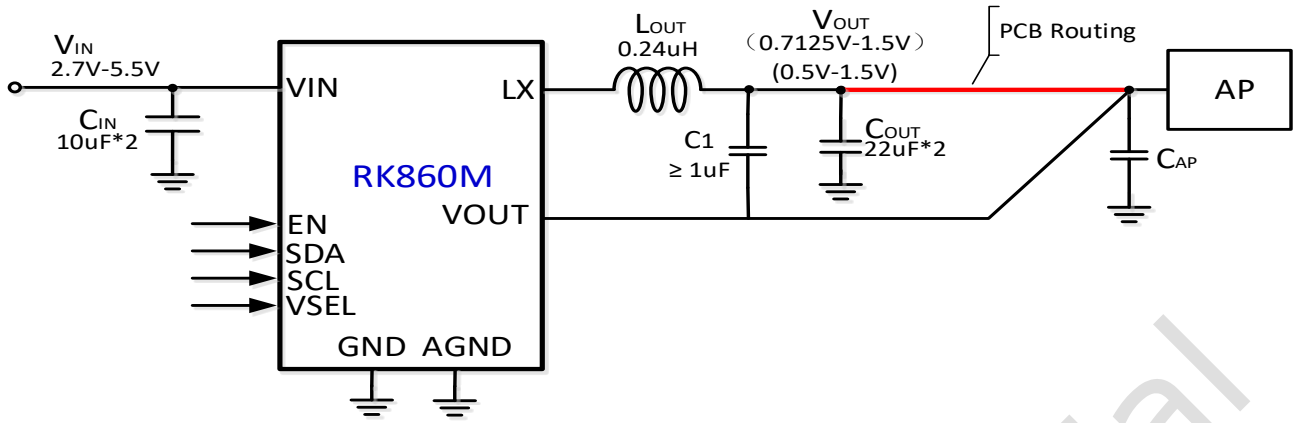 VIN
2.7V-5.5V
CIN
10uF*2
VIN
LX
RK860M
VOUT
EN
SDA
SCL
VSEL
GND AGND
LOUT
0.24uH
VOUT
（0.7125V-1.5V）
(0.5V-1.5V)
PCB Routing
C1
≥ 1uF
COUT
22uF*2
CAP
AP